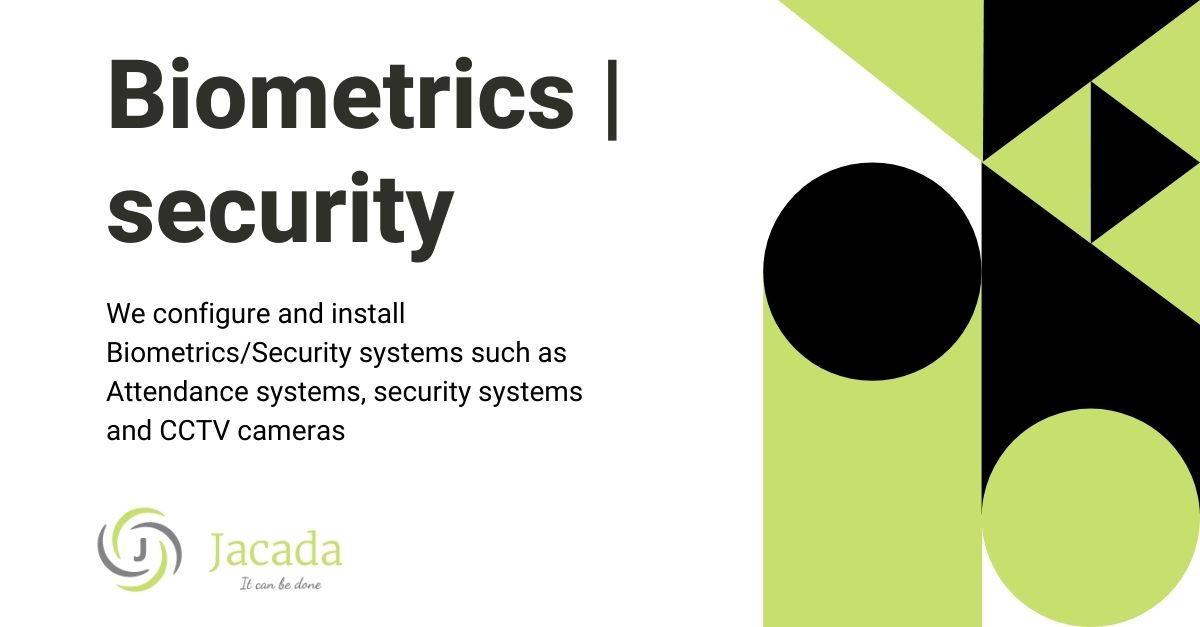 Biometrics |
security
We configure and install
Biometrics/Security systems such as
Attendance systems, security systems
and CCTV cameras
J
Jacada
It can be done